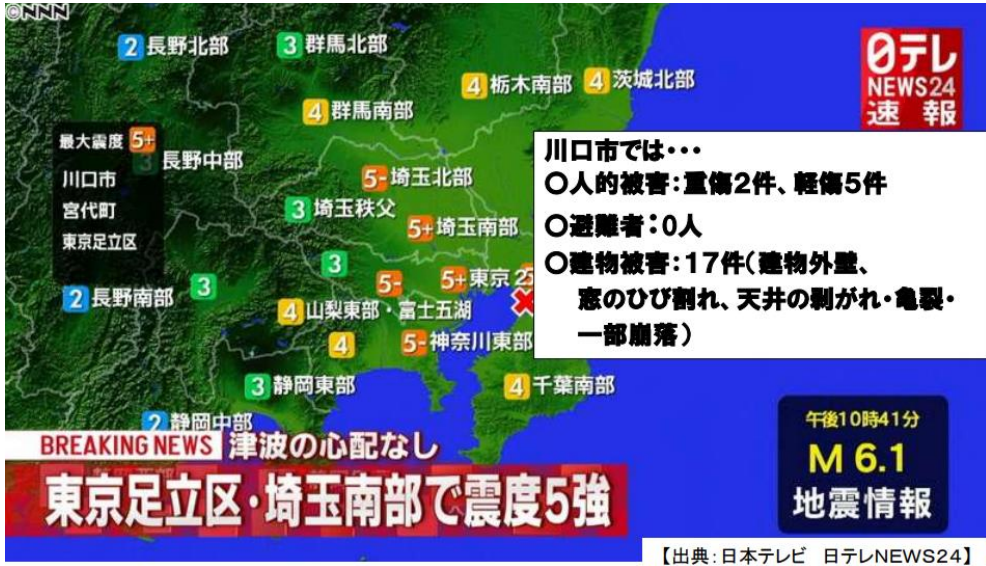 ©NNN
2 長野北部
3 群馬北部
4 栃木南部
4 茨城北部
日テレ
NEWS24
速報
4 群馬南部
最大震度 5+
3 長野中部
川口市
宮代町
東京足立区
5- 埼玉北部
3 埼玉秩父
5+ 埼玉南部
川口市では・・・
〇人的被害：重傷2件、軽傷5件
〇避難者：0人
〇建物被害：17件（建物外壁、
窓のひび割れ、天井の剥がれ・亀裂・
一部崩落）
3
2 長野南部
3
5-
5+ 東京2
4 山梨東部・富士五湖
4
5- 神奈川東部
3 静岡東部
4 千葉南部
2 静岡中部
BREAKING NEWS 津波の心配なし
東京足立区・埼玉南部で震度5強
午後10時41分
M 6.1
地震情報
【出典：日本テレビ　日テレNEWS24】